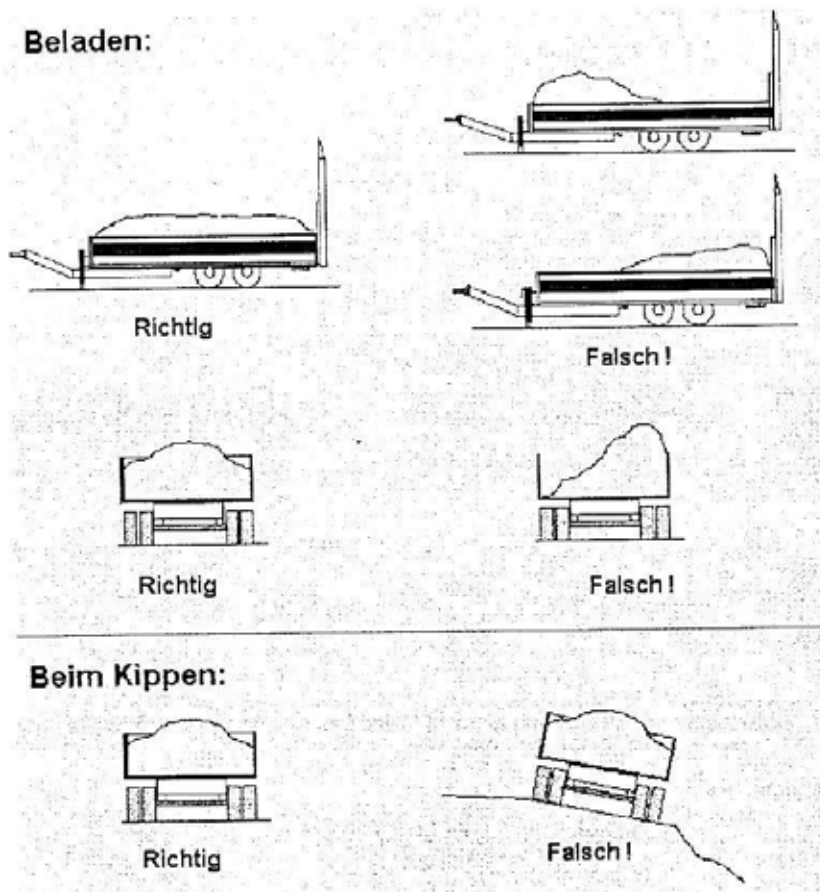 Beladen:
Richtig
Falsch !
Richtig
Falsch !
Beim Kippen:
Richtig
Falsch !